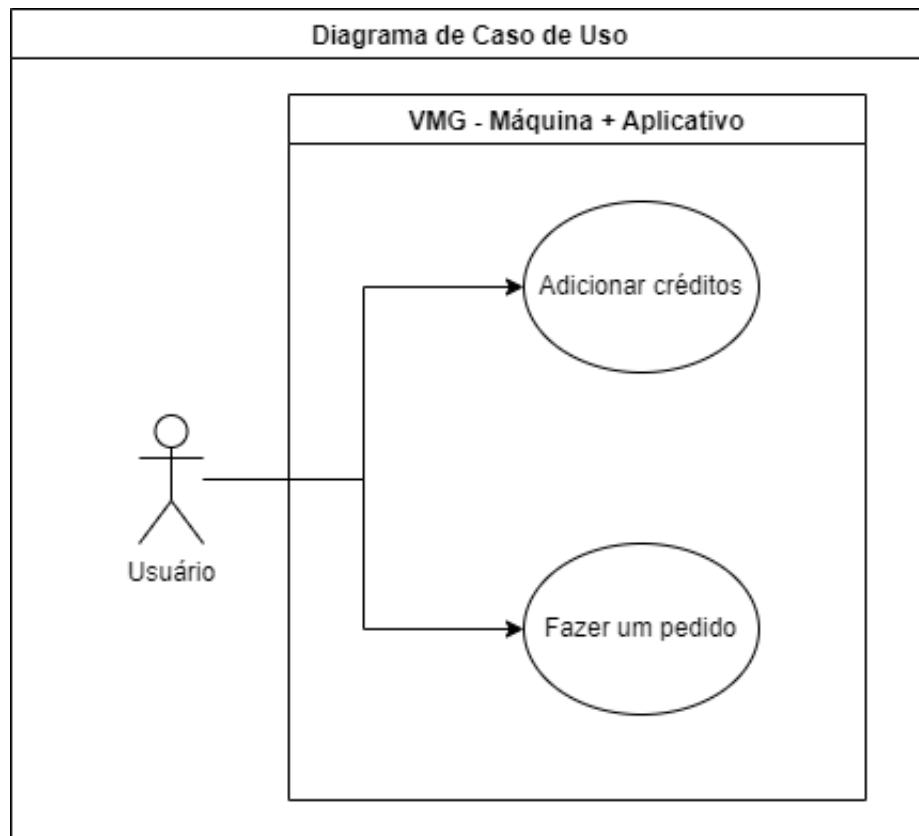 Diagrama de Caso de Uso
VMG - Máquina + Aplicativo
Adicionar créditos
Usuário
Fazer um pedido